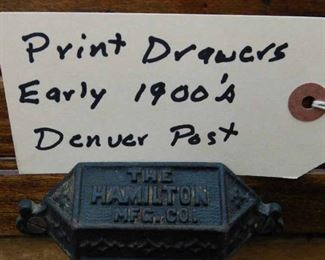 Print Drawers
Early 1900's
Denver Post
THE
HAMILTON
MFG.CO.